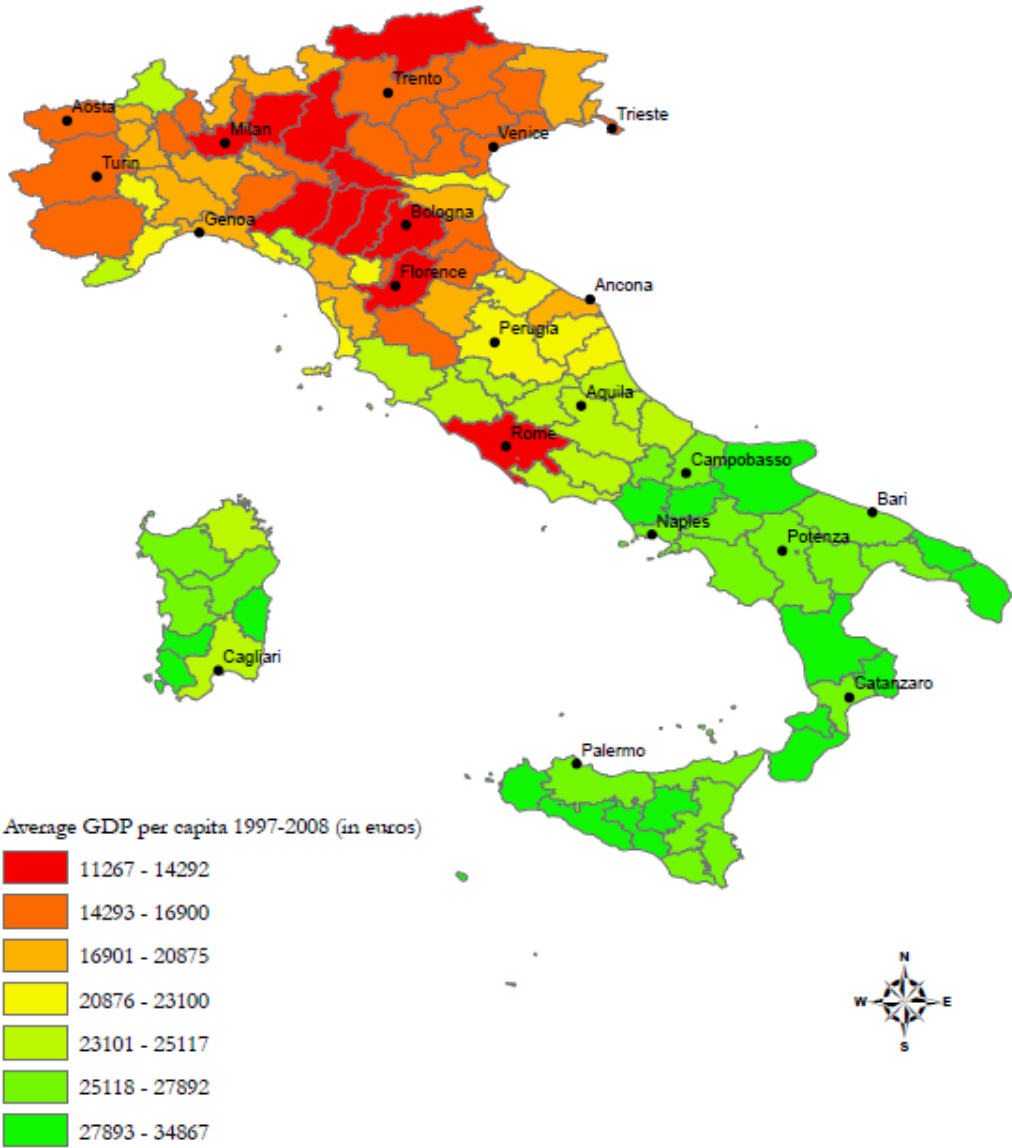 Trento
Aosta
Trieste
Milan
Venice
Turin
Bologna
Genoa
Florence
Ancona
Perugia
Aquila
Rome
Campobasso
Bari
Naples
Potenza
Cagliari
Catanzaro
Palermo
Average GDP per capita 1997-2008 (in euros)
11267 - 14292
14293 - 16900
16901 - 20875
20876 - 23100
23101 - 25117
25118 - 27892
27893 - 34867
N
W E
S